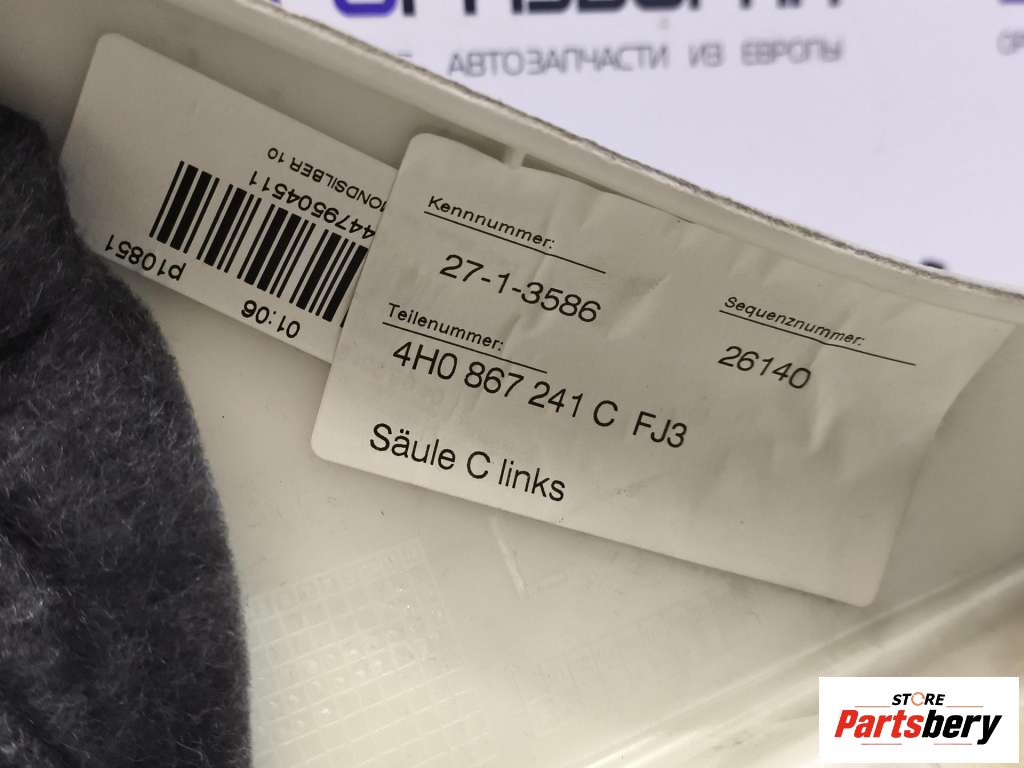 АВТОЗАПЧАСТИ ИЗ ЕВРОПЫ
MONDSILBER 10
4479504511
p10851
01:06
Kennnummer:
27-1-3586
Sequenznummer:
26140
Teilenummer:
4H0 867 241 C FJ3
Säule C links
STORE
Partsbery